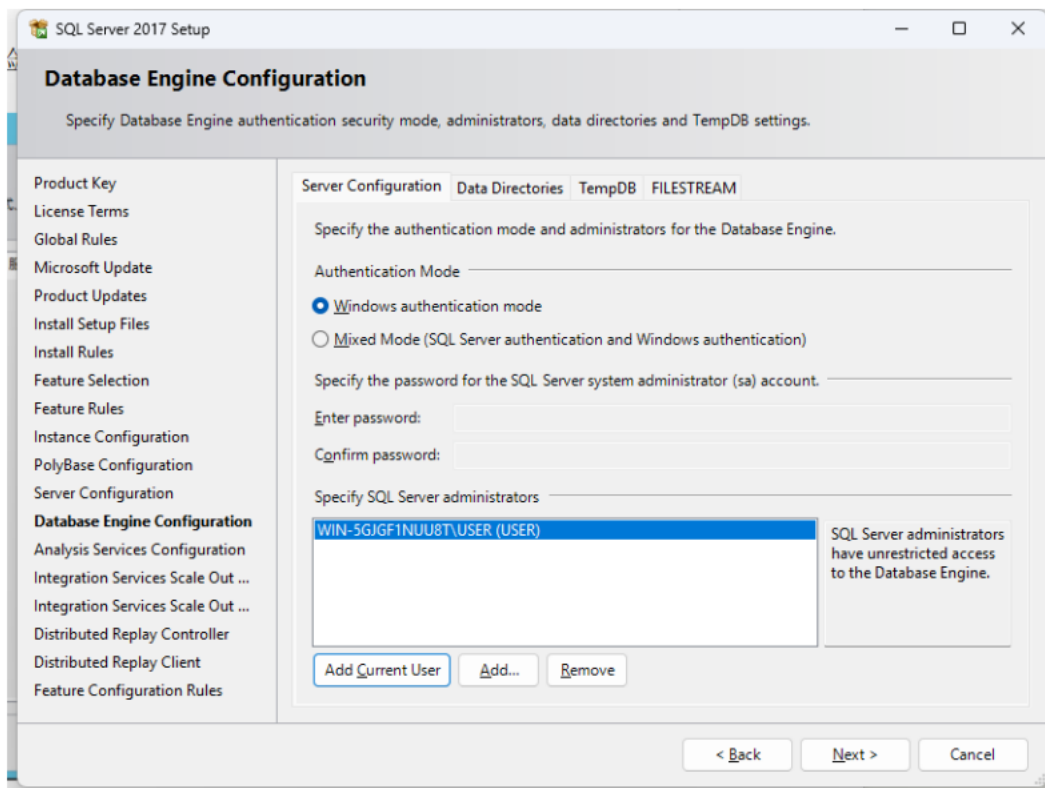 SQL Server 2017 Setup
Database Engine Configuration
Specify Database Engine authentication security mode, administrators, data directories and TempDB settings.
Product Key
License Terms
Global Rules
Microsoft Update
Product Updates
Install Setup Files
Install Rules
Feature Selection
Feature Rules
Instance Configuration
PolyBase Configuration
Server Configuration
Database Engine Configuration
Analysis Services Configuration
Integration Services Scale Out ...
Integration Services Scale Out ...
Distributed Replay Controller
Distributed Replay Client
Feature Configuration Rules
Server Configuration Data Directories TempDB FILESTREAM
Specify the authentication mode and administrators for the Database Engine.
Authentication Mode
Windows authentication mode
Mixed Mode (SQL Server authentication and Windows authentication)
Specify the password for the SQL Server system administrator (sa) account.
Enter password:
Confirm password:
Specify SQL Server administrators
WIN-5GJGF1NUU8T\USER (USER)
SQL Server administrators
have unrestricted access
to the Database Engine.
Add Current User Add... Remove
< Back Next > Cancel